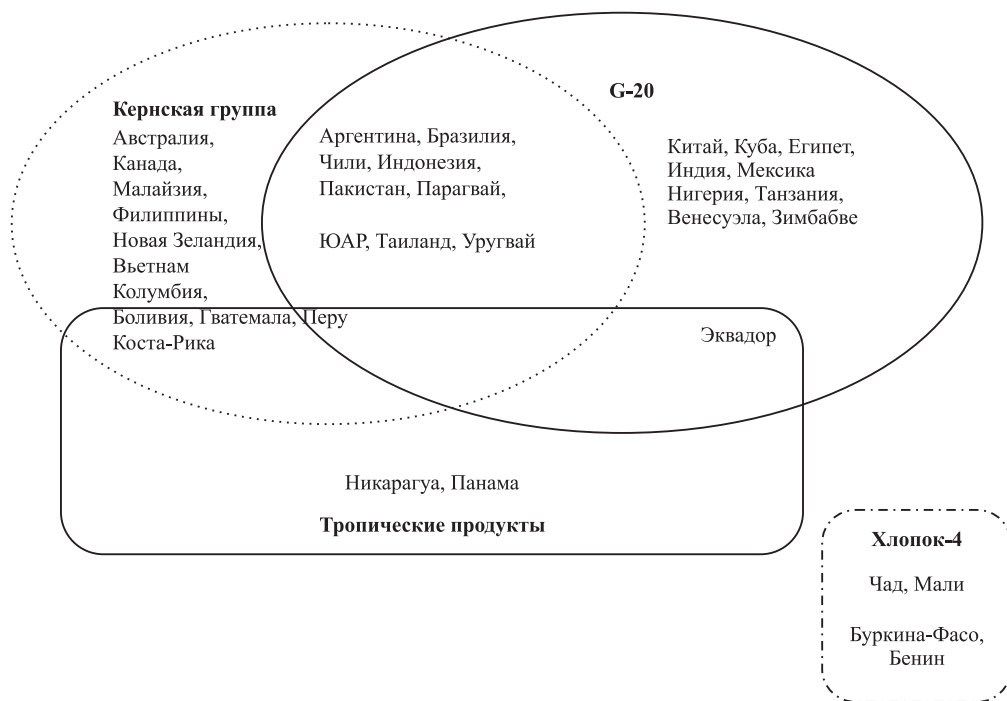 G-20
Кернская группа
Австралия,
Канада,
Малайзия,
Филиппины,
Новая Зеландия,
Вьетнам
Колумбия,
Боливия, Гватемала, Перу
Коста-Рика
Аргентина, Бразилия,
Чили, Индонезия,
Пакистан, Парагвай,
ЮАР, Таиланд, Уругвай
Китай, Куба, Египет,
Индия, Мексика
Нигерия, Танзания,
Венесуэла, Зимбабве
Эквадор
Никарагуа, Панама
Тропические продукты
Хлопок-4
Чад, Мали
Буркина-Фасо,
Бенин